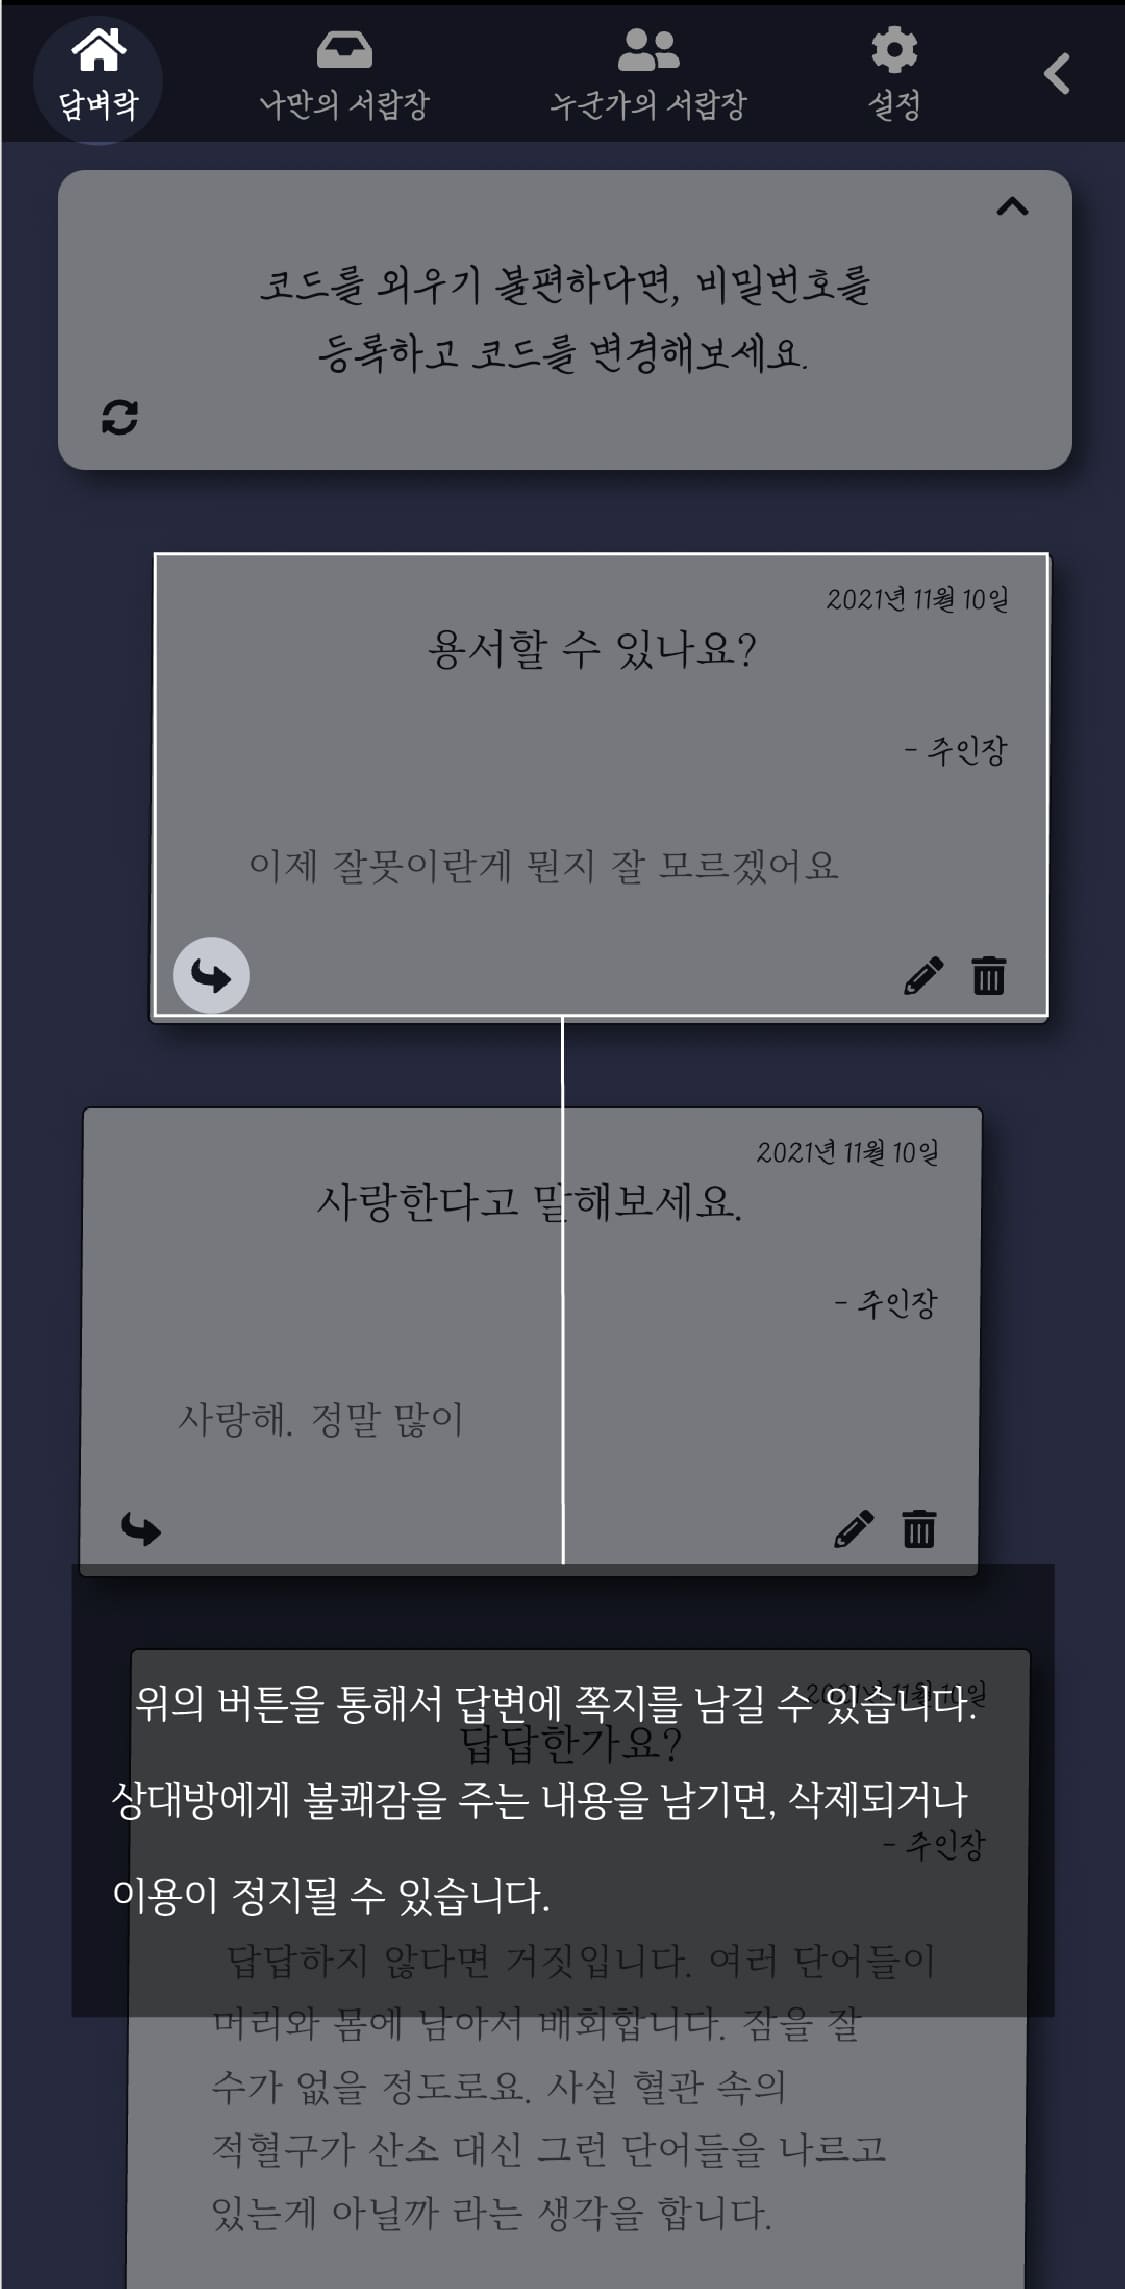 담벼락
나만의 서랍장
누군가의 서랍장
설정
코드를 외우기 불편하다면, 비밀번호를
등록하고 코드를 변경해보세요.
2021년 11월 10일
용서할 수 있나요?
- 주인장
이제 잘못이란게 뭔지 잘 모르겠어요
2021년 11월 10일
사랑한다고 말해보세요.
- 주인장
사랑해. 정말 많이
2021년 11월 10일
위의 버튼을 통해서 답변에 쪽지를 남길 수 있습니다.
답답한가요?
상대방에게 불쾌감을 주는 내용을 남기면, 삭제되거나
- 주인장
이용이 정지될 수 있습니다.
답답하지 않다면 거짓입니다. 여러 단어들이
머리와 몸에 남아서 배회합니다. 잠을 잘
수가 없을 정도로요. 사실 혈관 속의
적혈구가 산소 대신 그런 단어들을 나르고
있는게 아닐까 라는 생각을 합니다.